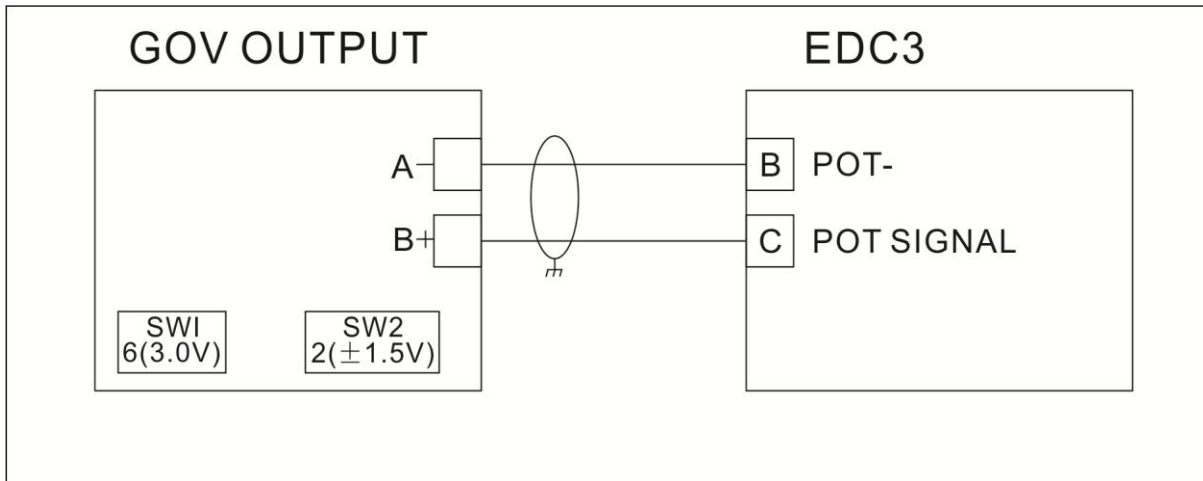 GOV OUTPUT
EDC3
A-
B POT-
B+
C POT SIGNAL
SWI
6(3.0V)
SW2
2(±1.5V)